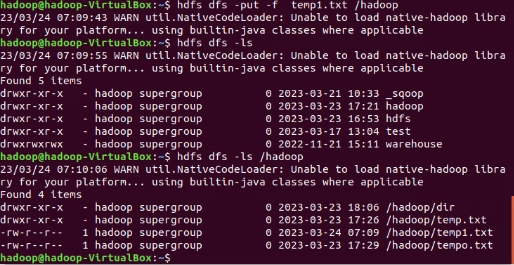 hadoop@hadoop-VirtualBox:~$ hdfs dfs -put -f  temp1.txt /hadoop
23/03/24 07:09:43 WARN util.NativeCodeLoader: Unable to load native-hadoop libra
ry for your platform... using builtin-java classes where applicable
hadoop@hadoop-VirtualBox:~$ hdfs dfs -ls
23/03/24 07:09:59 WARN util.NativeCodeLoader: Unable to load native-hadoop libra
ry for your platform... using builtin-java classes where applicable
Found 5 items
drwxr-xr-x   - hadoop supergroup          0 2023-03-21 10:33 _sqoop
drwxr-xr-x   - hadoop supergroup          0 2023-03-23 17:21 hadoop
drwxr-xr-x   - hadoop supergroup          0 2023-03-23 16:53 hdfs
drwxr-xr-x   - hadoop supergroup          0 2023-03-17 13:04 test
drwxrwxrwx   - hadoop supergroup          0 2022-11-21 15:11 warehouse
hadoop@hadoop-VirtualBox:~$ hdfs dfs -ls /hadoop
23/03/24 07:10:06 WARN util.NativeCodeLoader: Unable to load native-hadoop libra
ry for your platform... using builtin-java classes where applicable
Found 4 items
drwxr-xr-x   - hadoop supergroup          0 2023-03-23 18:06 /hadoop/dir
drwxr-xr-x   - hadoop supergroup          0 2023-03-23 17:26 /hadoop/temp.txt
-rw-r--r--   1 hadoop supergroup          0 2023-03-24 07:09 /hadoop/temp1.txt
-rw-r--r--   1 hadoop supergroup          0 2023-03-23 17:29 /hadoop/tempo.txt
hadoop@hadoop-VirtualBox:~$